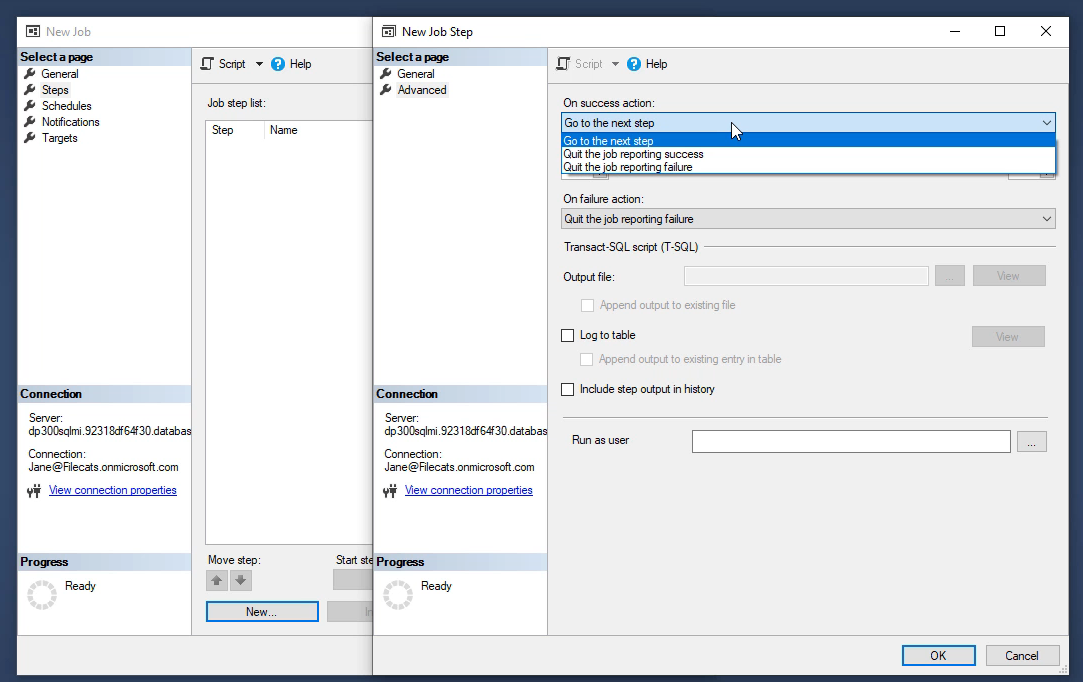 New Job
Select a page
General
Steps
Schedules
Notifications
Targets
Script
Help
Job step list:
Step Name
Connection
Server:
dp300sqlmi.92318df64f30.databas
Connection:
Jane@Filecats.onmicrosoft.com
View connection properties
Progress
Ready
Move step:
Start ste
New...
In
New Job Step
Select a page
General
Advanced
Connection
Server:
dp300sqlmi.92318df64f30.databas
Connection:
Jane@Filecats.onmicrosoft.com
View connection properties
Progress
Ready
Script
Help
On success action:
Go to the next step
Go to the next step
Quit the job reporting success
Quit the job reporting failure
On failure action:
Quit the job reporting failure
Transact-SQL script (T-SQL)
Output file:
...
View
Append output to existing file
Log to table
View
Append output to existing entry in table
Include step output in history
Run as user
...
OK
Cancel